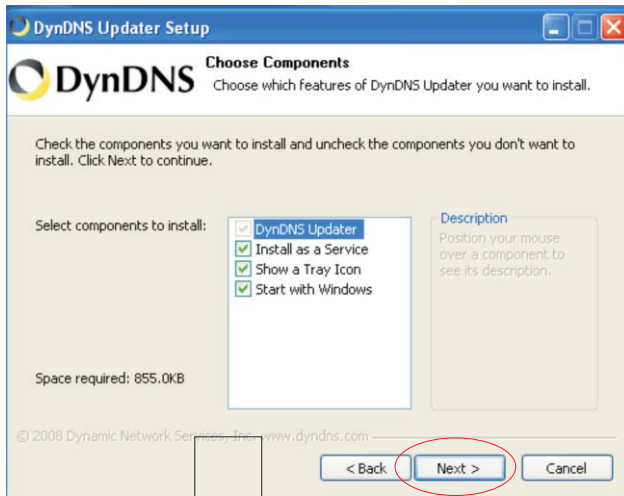 DynDNS Updater Setup
DynDNS
Choose Components
Choose which features of DynDNS Updater you want to install.
Check the components you want to install and uncheck the components you don't want to
install. Click Next to continue.
Select components to install:
DynDNS Updater
Install as a Service
Show a Tray Icon
Start with Windows
Description
Position your mouse
over a component to
see its description.
Space required: 855.0KB
© 2008 Dynamic Network Services, Inc. www.dyndns.com
< Back
Next >
Cancel